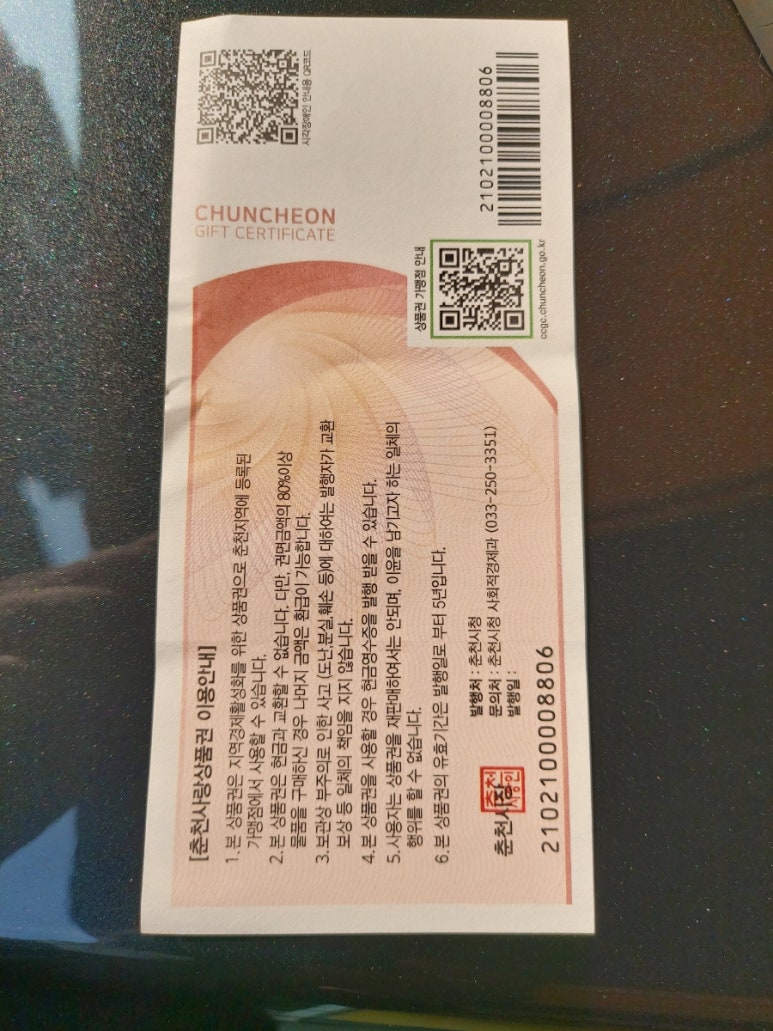 [춘천사랑상품권 이용안내]
1. 본 상품권은 지역경제활성화를 위한 상품권으로 춘천지역에 등록된
가맹점에서 사용할 수 있습니다.
2. 본 상품권은 현금과 교환할 수 없습니다. 다만, 권면금액의 80%이상
물품을 구매하신 경우 나머지 금액은 환급이 가능합니다.
3. 보관상 부주의로 인한 사고 (도난,분실,훼손 등)에 대하여는 발행자가 교환
보상 등 일체의 책임을 지지 않습니다.
4. 본 상품권을 사용할 경우 현금영수증을 발행 받을 수 있습니다.
5. 사용자는 상품권을 재판매하여서는 안되며, 이윤을 남기고자 하는 일체의
행위를 할 수 없습니다.
6. 본 상품권의 유효기간은 발행일로 부터 5년입니다.
발행처 : 춘천시청
문의처 : 춘천시청 사회적경제과 (033-250-3351)
발행일 :
춘천시장
춘천
시장인
2102100008806
CHUNCHEON
GIFT CERTIFICATE
시각장애인 안내용 QR코드
상품권 가맹점 안내
ccgc.chuncheon.go.kr
2102100008806